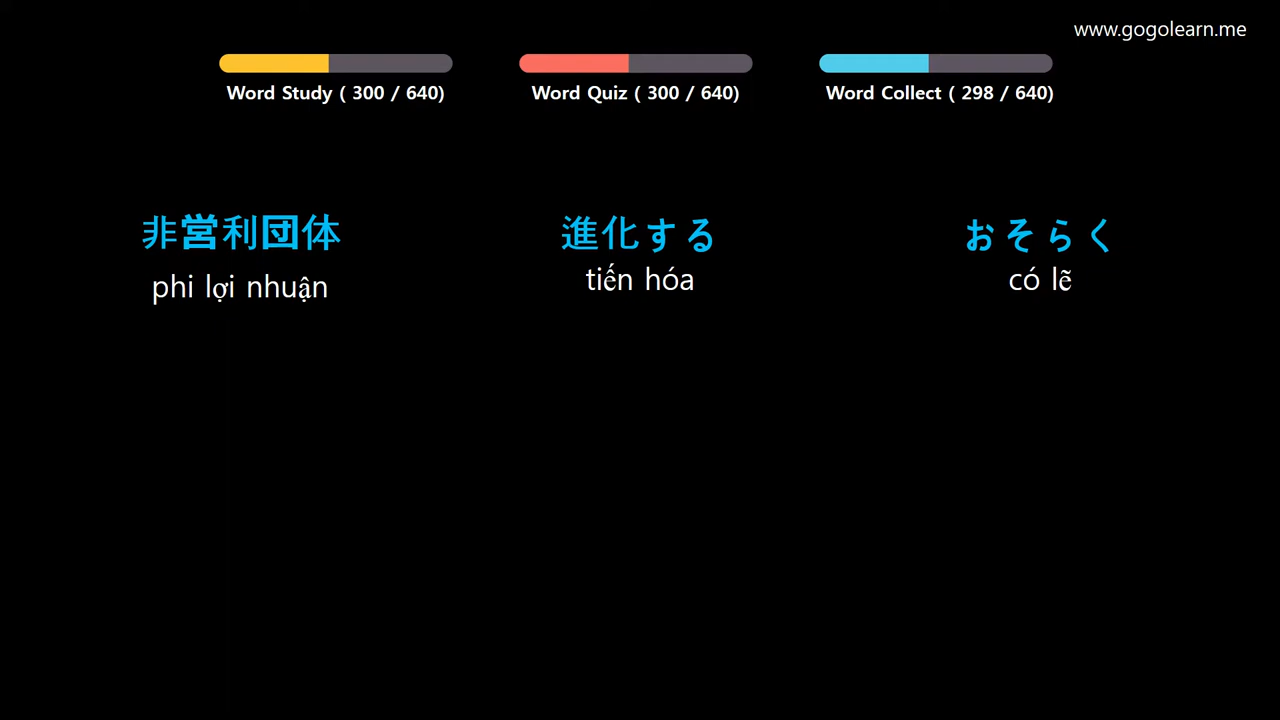 www.gogolearn.me
Word Study ( 300 / 640)
Word Quiz ( 300 / 640)
Word Collect ( 298 / 640)
非営利団体
phi lợi nhuận
進化する
tiến hóa
おそらく
có lẽ